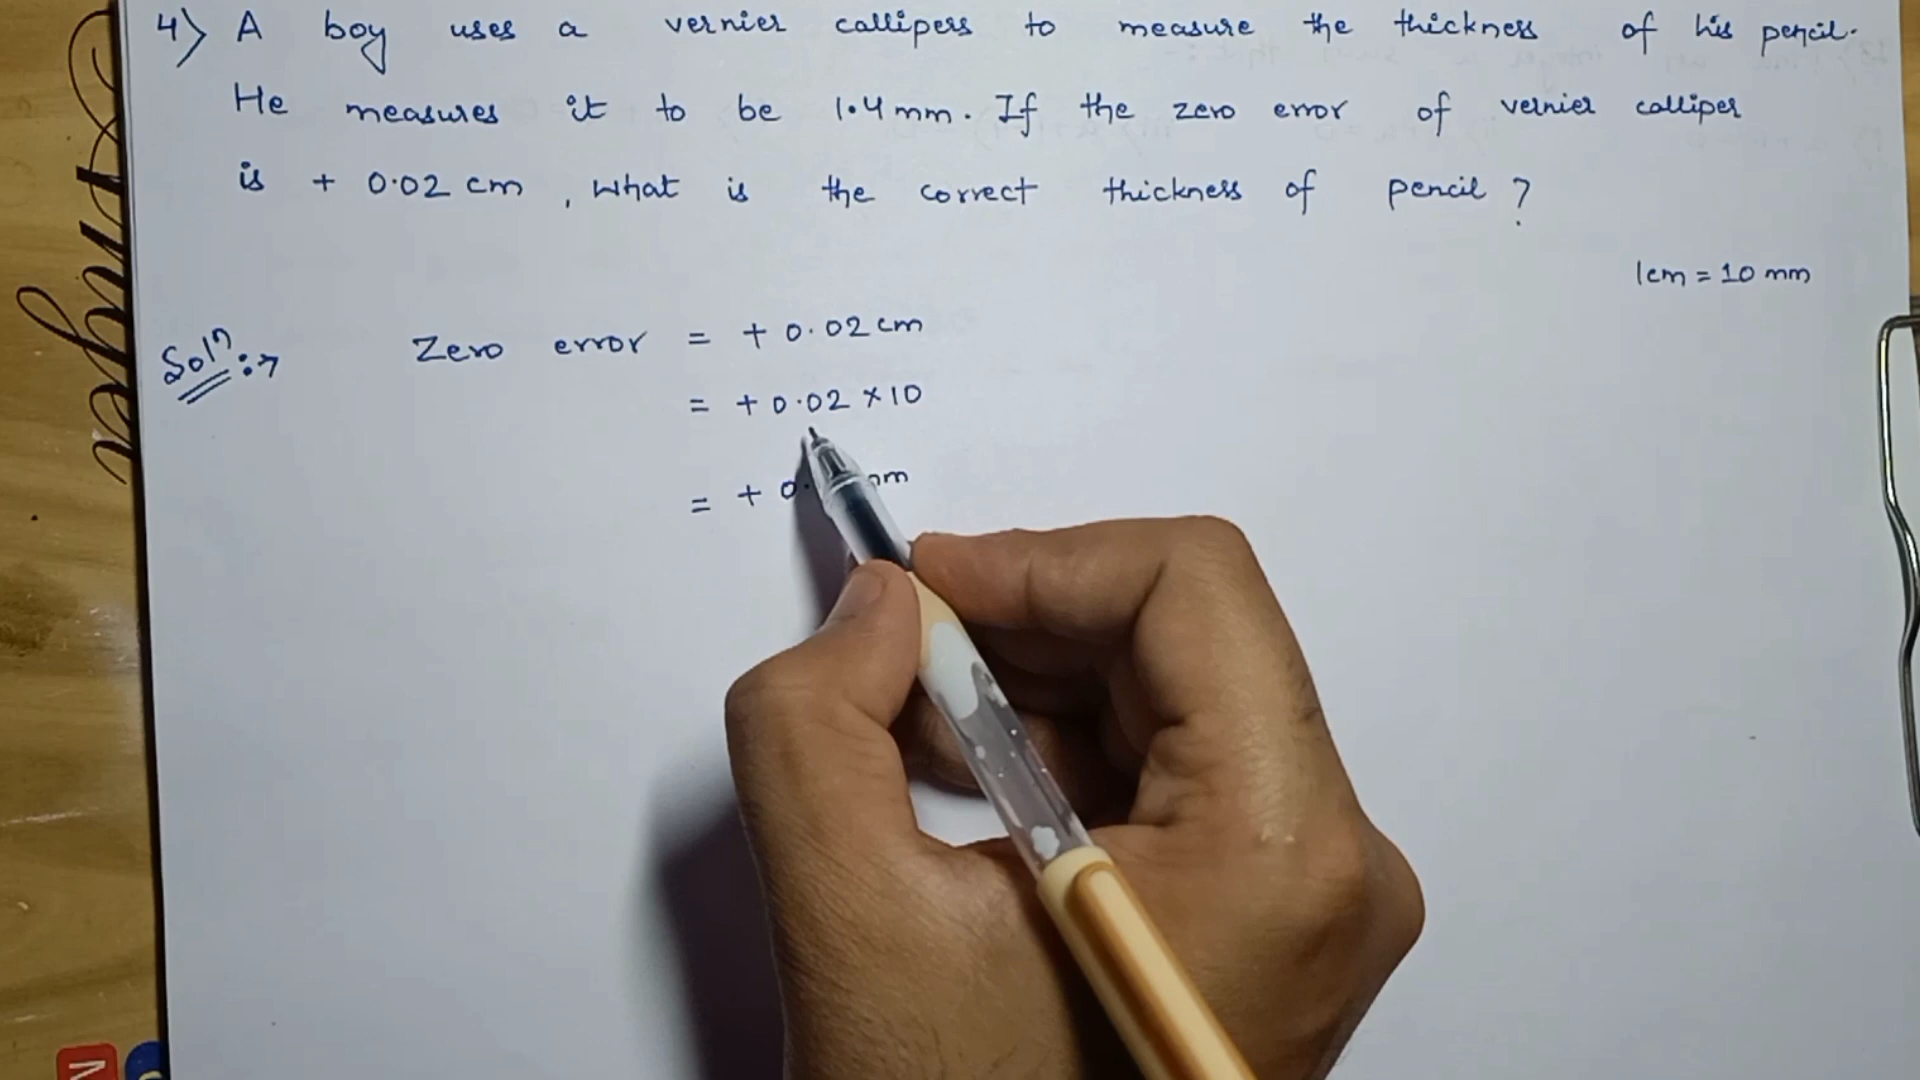 4) A boy uses a vernier callipers to measure the thickness of his pencil.
He measures it to be 1.4 mm. If the zero error of vernier calliper
is + 0.02 cm, what is the correct thickness of pencil?
1cm = 10 mm
Soln :→ Zero error = + 0.02 cm
= + 0.02 × 10
= + 0.